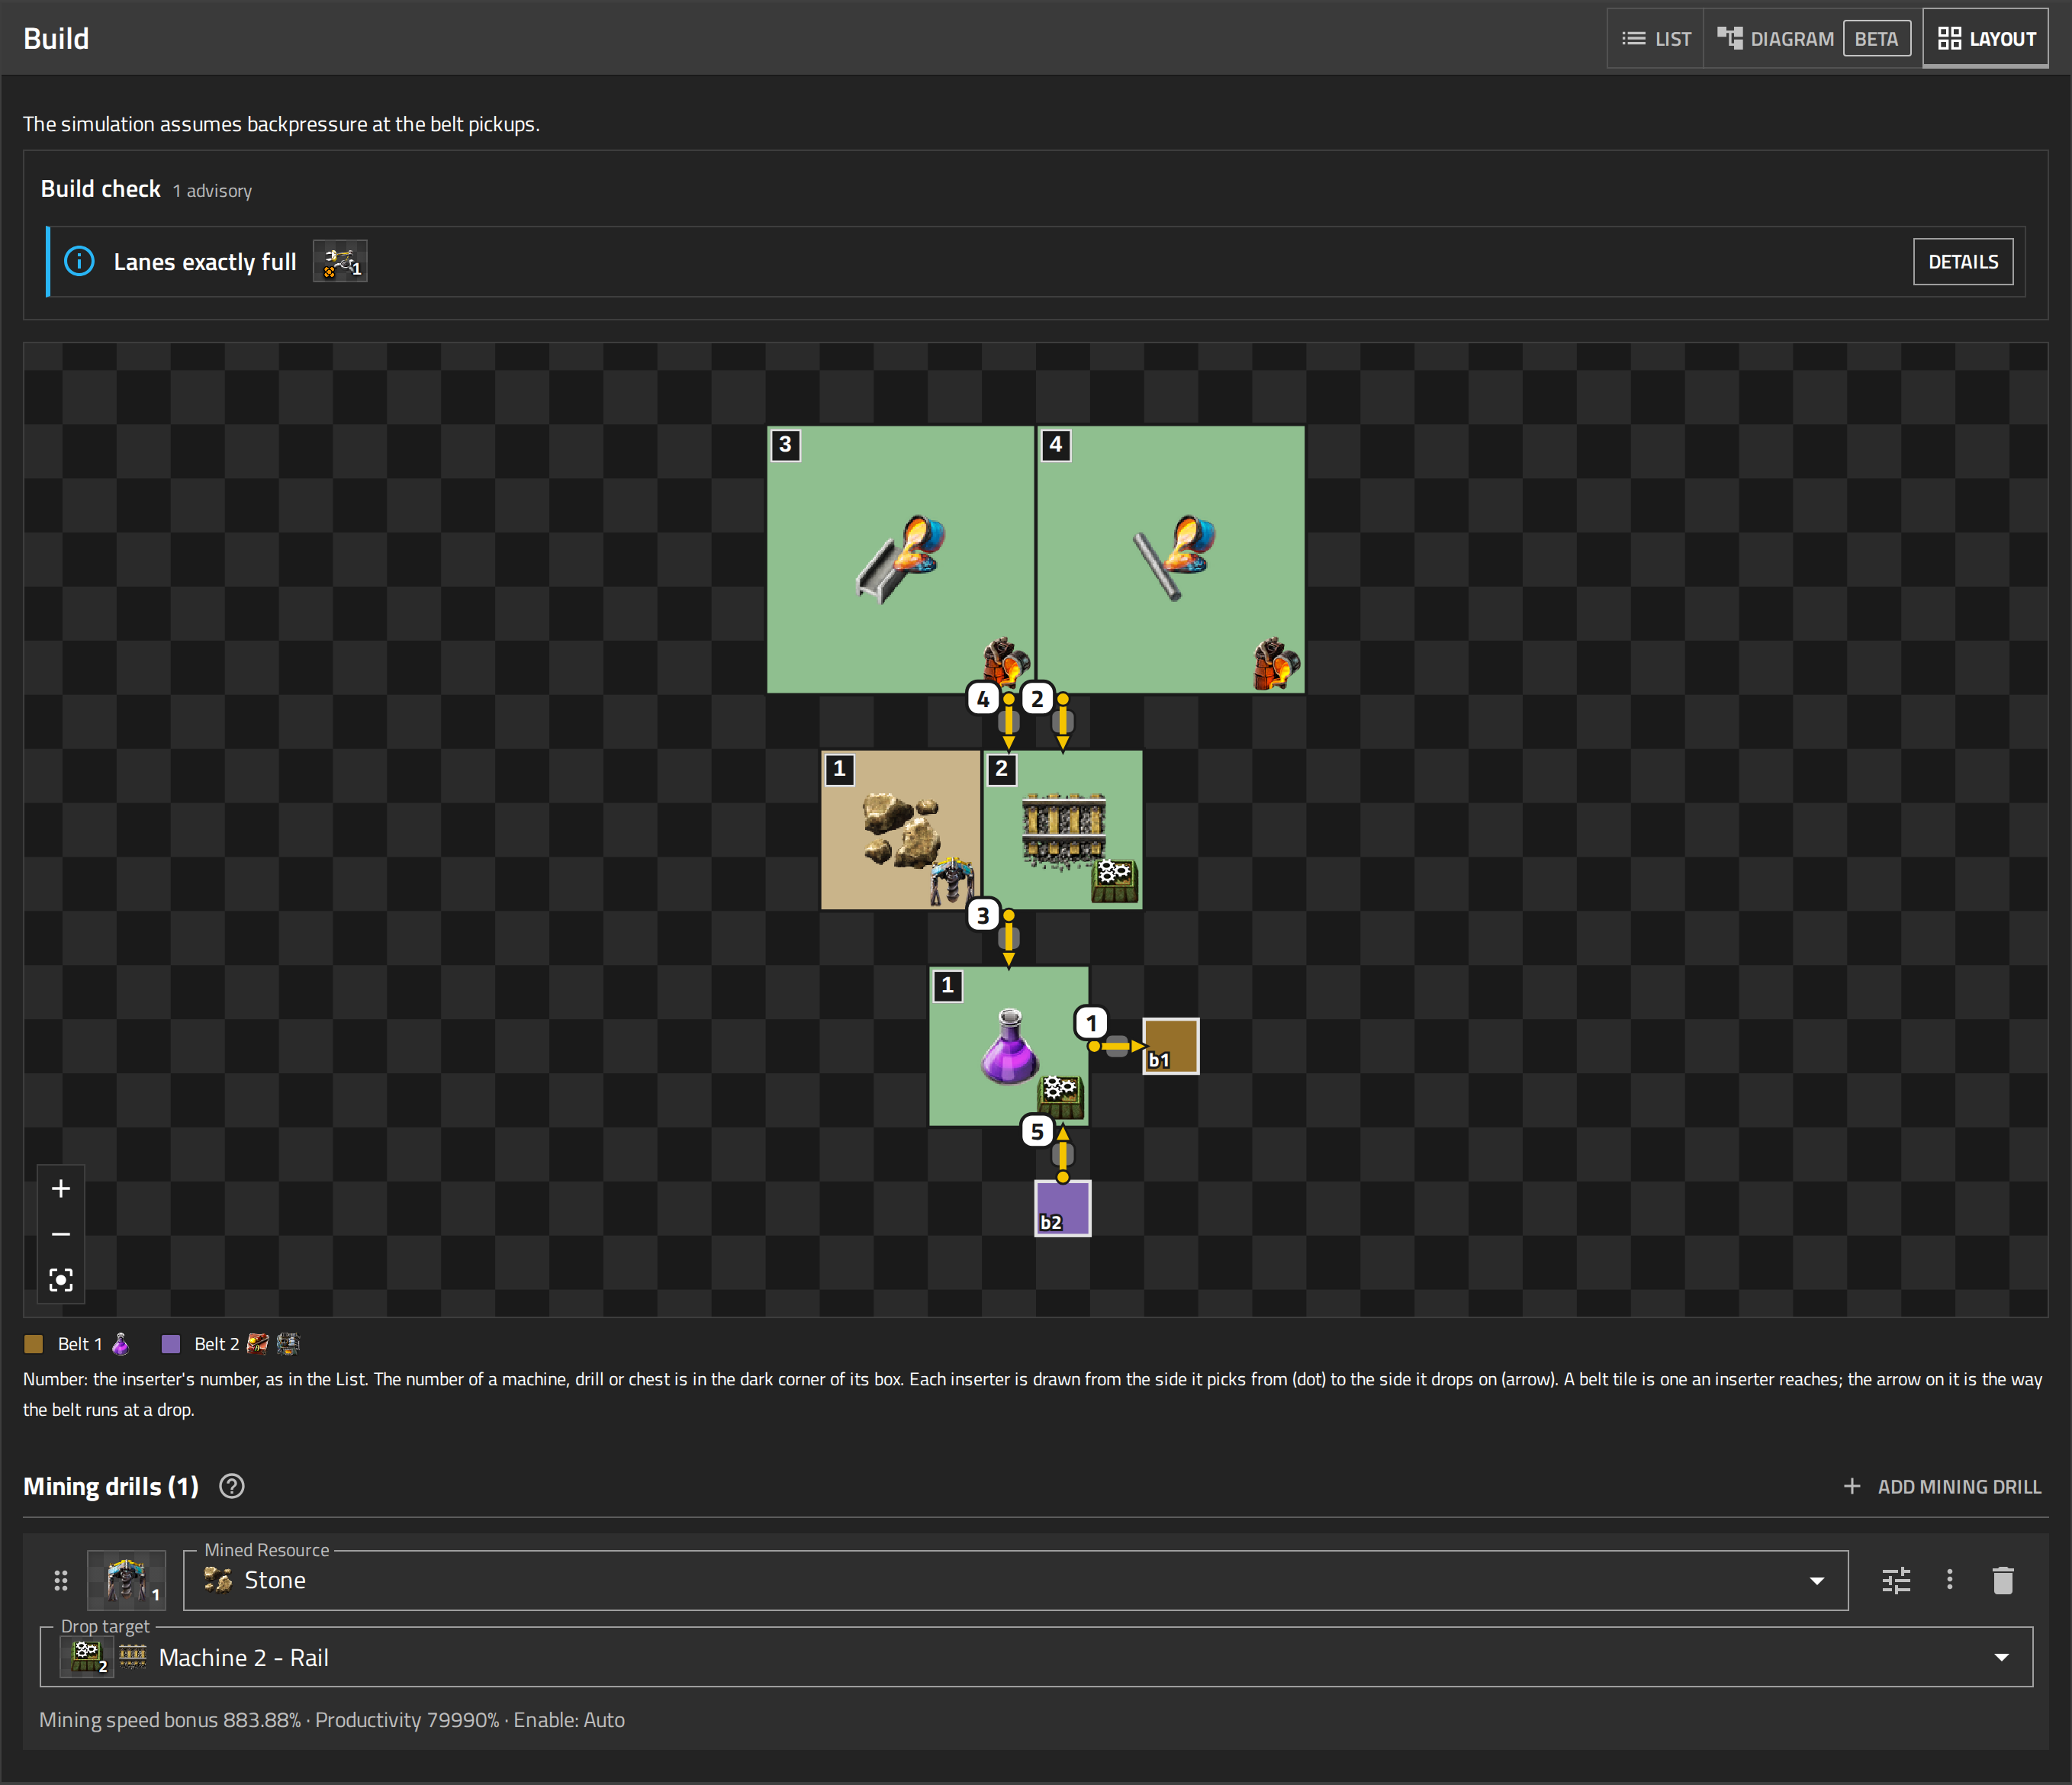 Build
LIST
DIAGRAM BETA
LAYOUT
The simulation assumes backpressure at the belt pickups.
Build check 1 advisory
Lanes exactly full 1
DETAILS
3
4
4
2
1
2
3
1
1
b1
5
b2
Belt 1
Belt 2
Number: the inserter's number, as in the List. The number of a machine, drill or chest is in the dark corner of its box. Each inserter is drawn from the side it picks from (dot) to the side it drops on (arrow). A belt tile is one an inserter reaches; the arrow on it is the way
the belt runs at a drop.
Mining drills (1)
ADD MINING DRILL
Mined Resource
1
Stone
Drop target
2
Machine 2 - Rail
Mining speed bonus 883.88% · Productivity 79990% · Enable: Auto